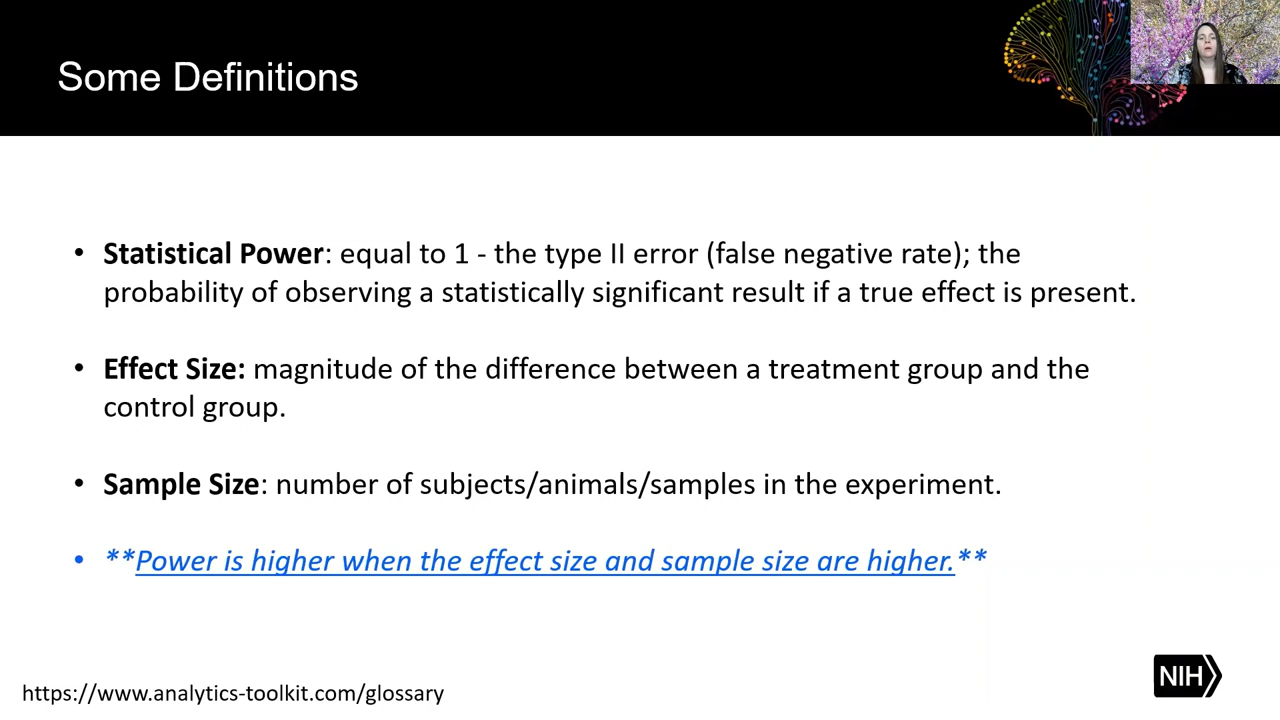 Some Definitions
• Statistical Power: equal to 1 - the type II error (false negative rate); the
probability of observing a statistically significant result if a true effect is present.
• Effect Size: magnitude of the difference between a treatment group and the
control group.
• Sample Size: number of subjects/animals/samples in the experiment.
• **Power is higher when the effect size and sample size are higher.**
https://www.analytics-toolkit.com/glossary
NIH